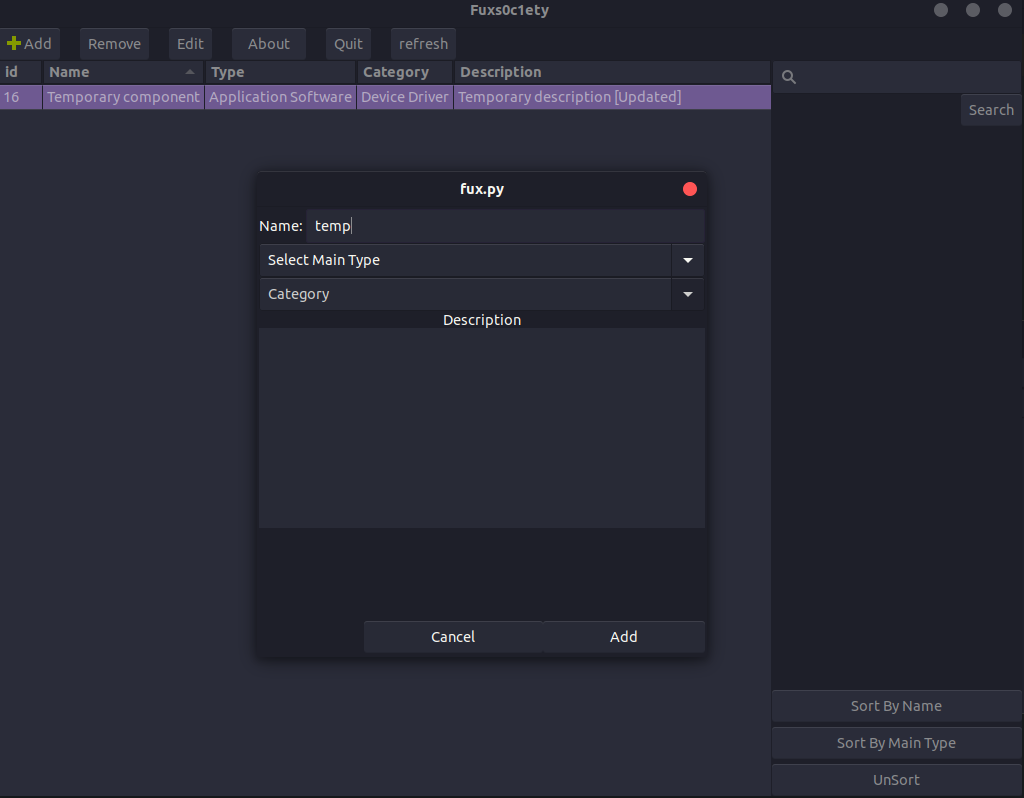 Fuxs0c1ety
Add Remove Edit About Quit refresh
id Name Type Category Description
16 Temporary component Application Software Device Driver Temporary description [Updated]
Search
fux.py
Name: temp
Select Main Type
Category
Description
Cancel Add
Sort By Name
Sort By Main Type
UnSort